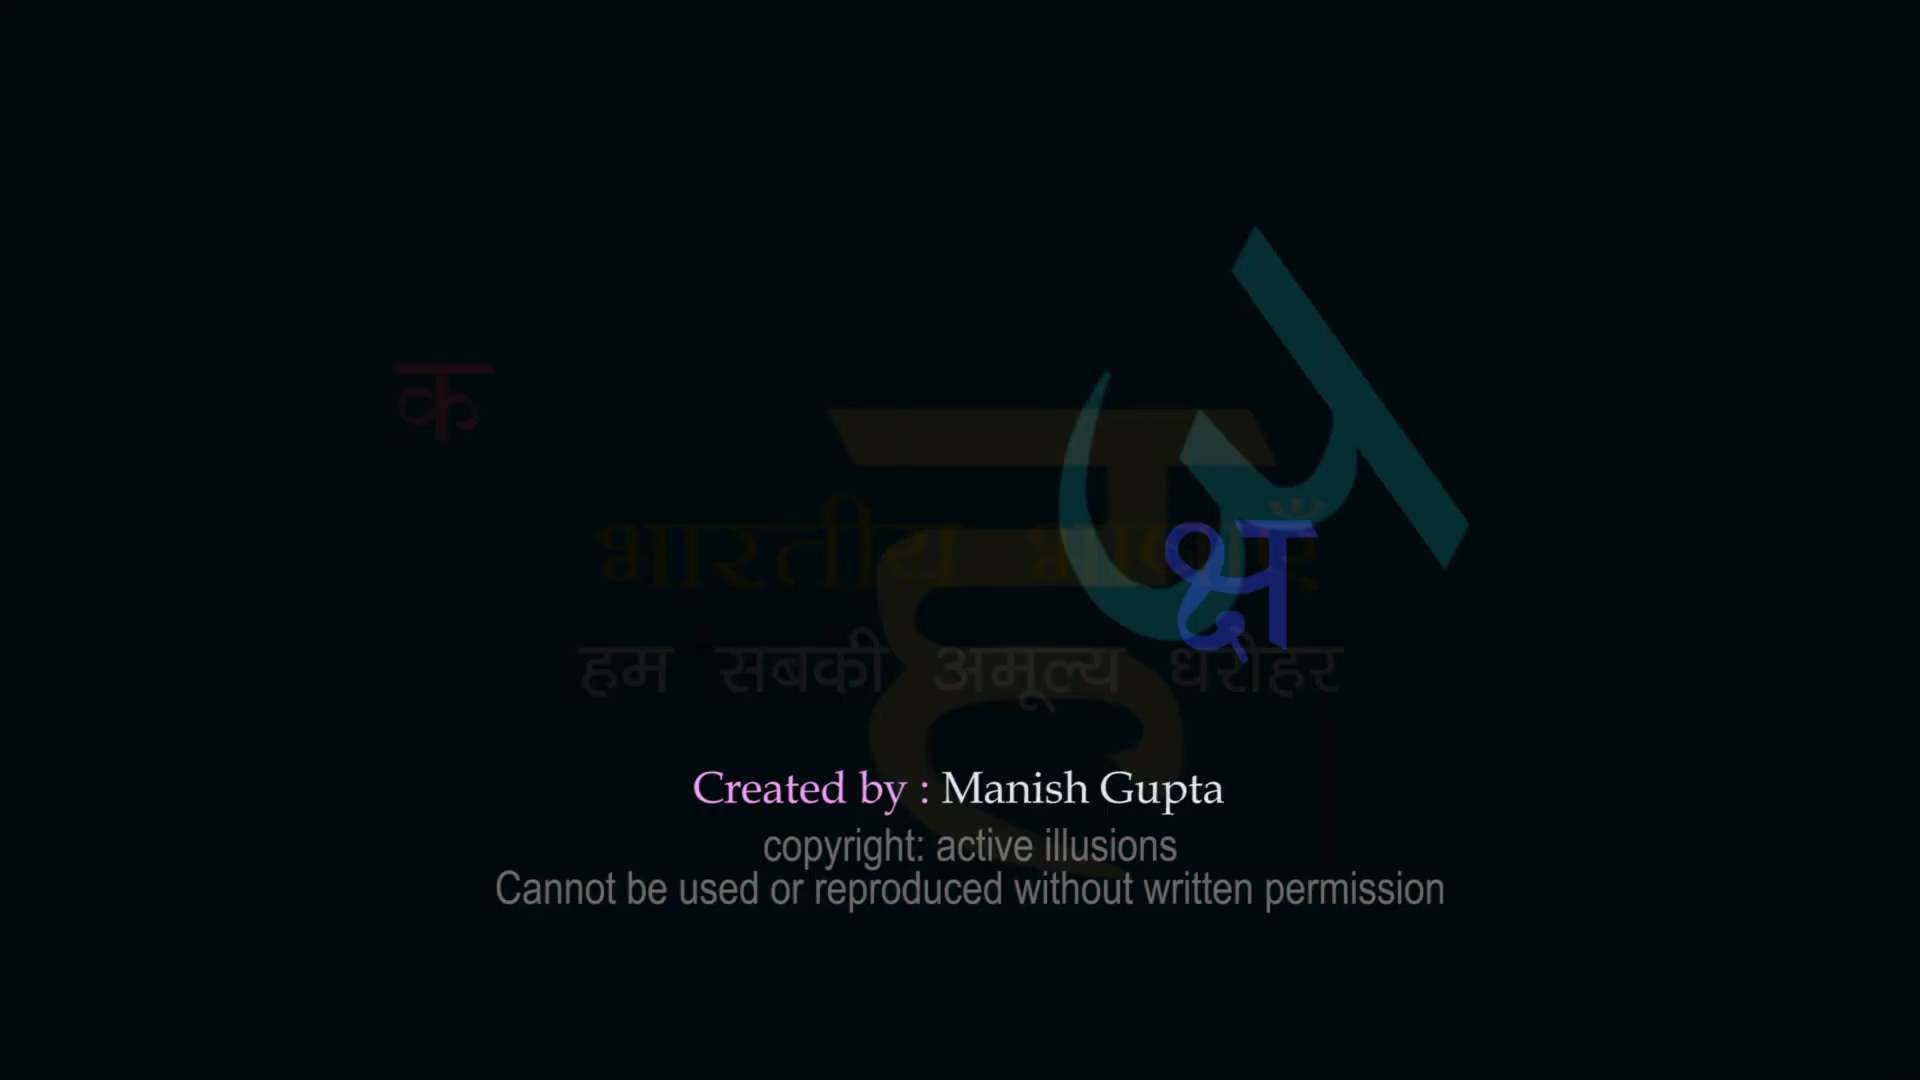 क
ह
क्ष
भारतीय भाषाएँ
हम सबकी अमूल्य धरोहर
Created by : Manish Gupta
copyright: active illusions
Cannot be used or reproduced without written permission